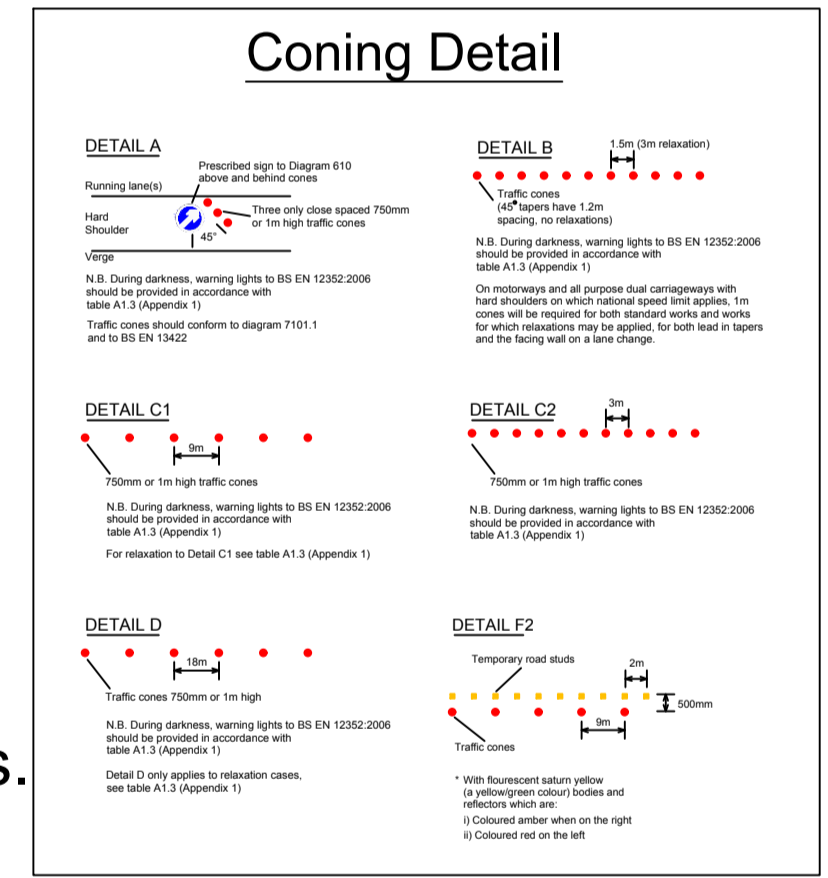 Coning Detail
DETAIL A
Prescribed sign to Diagram 610
above and behind cones
Running lane(s)
Hard
Shoulder
Three only close spaced 750mm
or 1m high traffic cones
45°
Verge
N.B. During darkness, warning lights to BS EN 12352:2006
should be provided in accordance with
table A1.3 (Appendix 1)
Traffic cones should conform to diagram 7101.1
and to BS EN 13422
DETAIL B
1.5m (3m relaxation)
Traffic cones
(45° tapers have 1.2m
spacing, no relaxations)
N.B. During darkness, warning lights to BS EN 12352:2006
should be provided in accordance with
table A1.3 (Appendix 1)
On motorways and all purpose dual carriageways with
hard shoulders on which national speed limit applies, 1m
cones will be required for both standard works and works
for which relaxations may be applied, for both lead in tapers
and the facing wall on a lane change.
DETAIL C1
9m
750mm or 1m high traffic cones
N.B. During darkness, warning lights to BS EN 12352:2006
should be provided in accordance with
table A1.3 (Appendix 1)
For relaxation to Detail C1 see table A1.3 (Appendix 1)
DETAIL C2
3m
750mm or 1m high traffic cones
N.B. During darkness, warning lights to BS EN 12352:2006
should be provided in accordance with
table A1.3 (Appendix 1)
DETAIL D
18m
Traffic cones 750mm or 1m high
N.B. During darkness, warning lights to BS EN 12352:2006
should be provided in accordance with
table A1.3 (Appendix 1)
Detail D only applies to relaxation cases,
see table A1.3 (Appendix 1)
s.
DETAIL F2
Temporary road studs
2m
500mm
9m
Traffic cones
* With flourescent saturn yellow
(a yellow/green colour) bodies and
reflectors which are:
i) Coloured amber when on the right
ii) Coloured red on the left